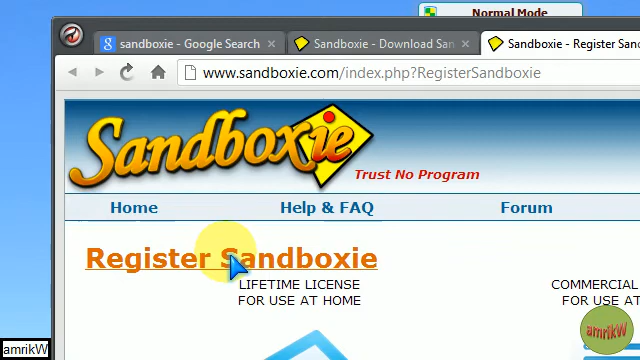 Normal Mode
sandboxie - Google Search
Sandboxie - Download San
Sandboxie - Register Sand
www.sandboxie.com/index.php?RegisterSandboxie
Sandboxie
Trust No Program
Home
Help & FAQ
Forum
Register Sandboxie
LIFETIME LICENSE
FOR USE AT HOME
COMMERCIAL
FOR USE AT
amrikW
amrikW